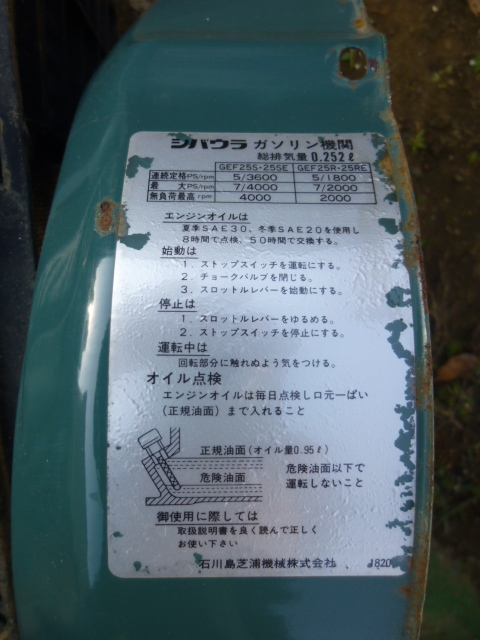 シバウラ ガソリン機関
総排気量 0.252ℓ
GEF25S・25SE GEF25R・25RE
連続定格PS/rpm 5/3600 5/1800
最 大PS/rpm 7/4000 7/2000
無負荷最高 rpm 4000 2000
エンジンオイルは
夏季SAE30、冬季SAE20を使用し
8時間で点検、50時間で交換する。
始動は
1. ストップスイッチを運転にする。
2. チョークバルブを閉じる。
3. スロットルレバーを始動にする。
停止は
1. スロットルレバーをゆるめる。
2. ストップスイッチを停止にする。
運転中は
回転部分に触れぬよう気をつける。
オイル点検
エンジンオイルは毎日点検し口元一ぱい
(正規油面)まで入れること
正規油面(オイル量0.95ℓ)
危険油面
危険油面以下で
運転しないこと
御使用に際しては
取扱説明書を良く読んで正しく
お使い下さい
石川島芝浦機械株式会社 J820